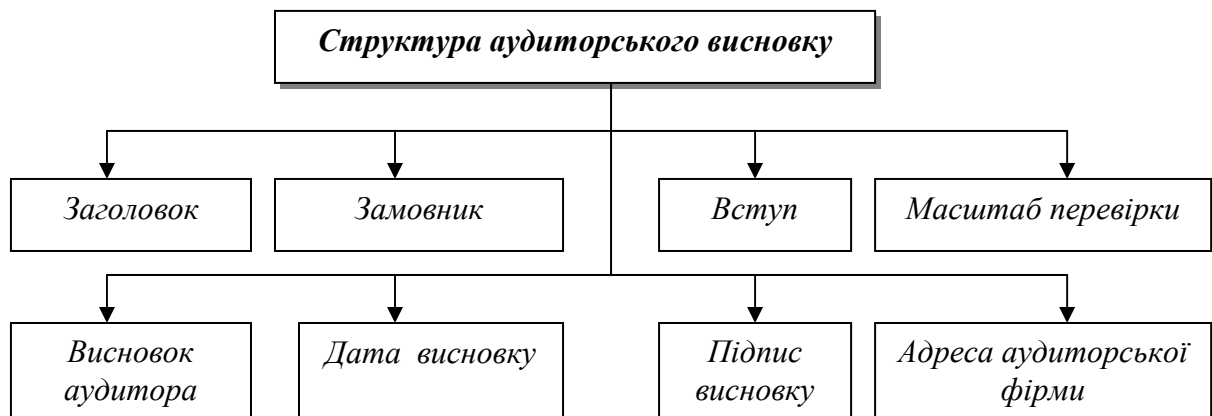 Структура аудиторського висновку
Заголовок
Замовник
Вступ
Масштаб перевірки
Висновок
аудитора
Дата висновку
Підпис
висновку
Адреса аудиторської
фірми